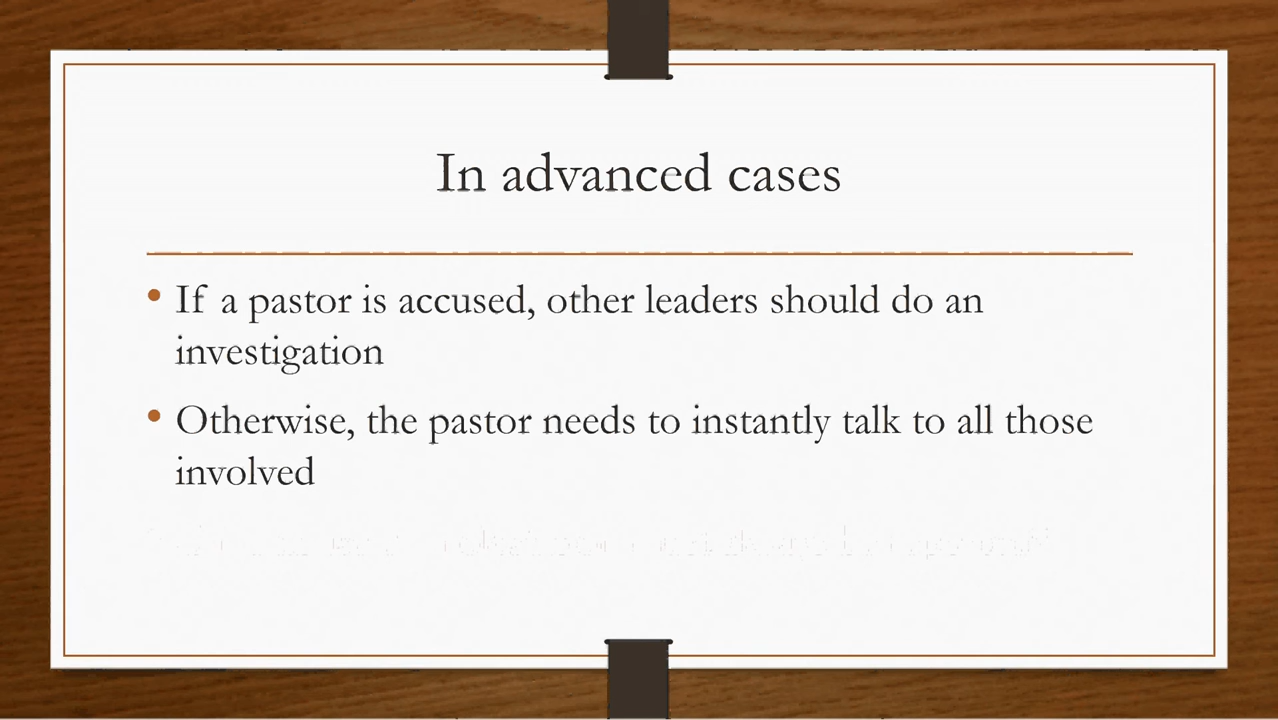 In advanced cases
• If a pastor is accused, other leaders should do an
investigation
• Otherwise, the pastor needs to instantly talk to all those
involved